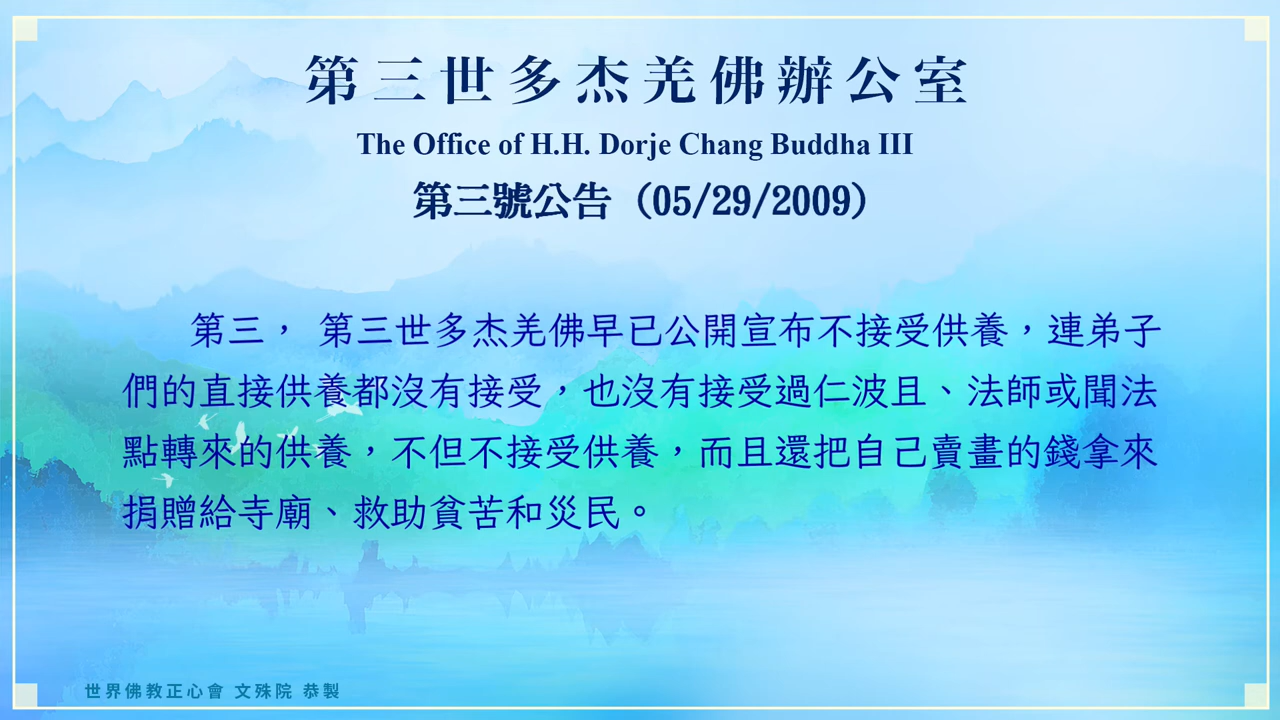 第三世多杰羌佛辦公室
The Office of H.H. Dorje Chang Buddha III
第三號公告（05/29/2009）
第三， 第三世多杰羌佛早已公開宣布不接受供養，連弟子
們的直接供養都沒有接受，也沒有接受過仁波且、法師或聞法
點轉來的供養，不但不接受供養，而且還把自己賣畫的錢拿來
捐贈給寺廟、救助貧苦和災民。
世界佛教正心會 文殊院 恭製